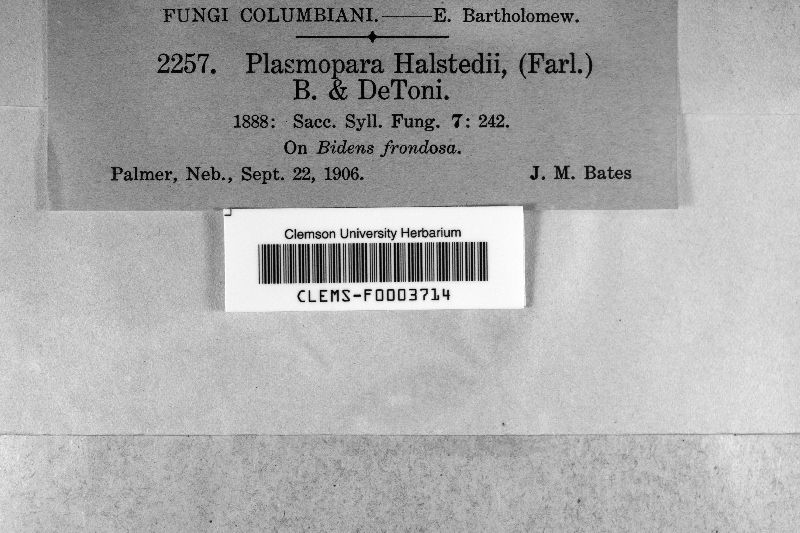 FUNGI COLUMBIANI.——E. Bartholomew.
2257. Plasmopara Halstedii, (Farl.)
B. & DeToni.
1888: Sacc. Syll. Fung. 7: 242.
On Bidens frondosa.
Palmer, Neb., Sept. 22, 1906. J. M. Bates
Clemson University Herbarium
CLEMS-F0003714